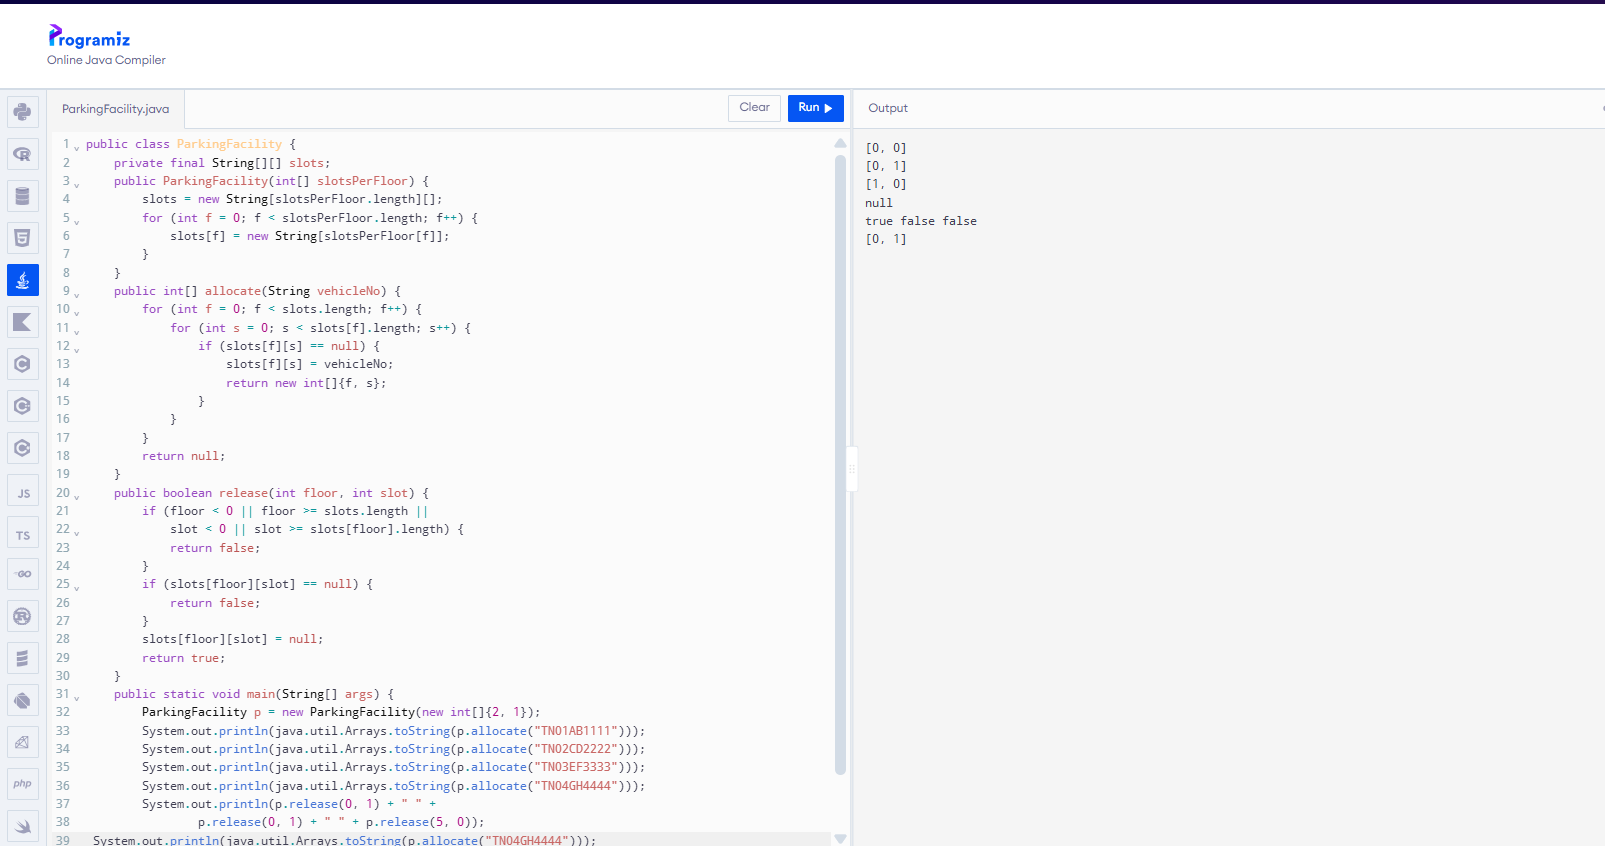 Programiz
Online Java Compiler
ParkingFacility.java
Clear
Run
Output
1 public class ParkingFacility {
2 private final String[][] slots;
3 public ParkingFacility(int[] slotsPerFloor) {
4 slots = new String[slotsPerFloor.length][];
5 for (int f = 0; f < slotsPerFloor.length; f++) {
6 slots[f] = new String[slotsPerFloor[f]];
7 }
8 }
9 public int[] allocate(String vehicleNo) {
10 for (int f = 0; f < slots.length; f++) {
11 for (int s = 0; s < slots[f].length; s++) {
12 if (slots[f][s] == null) {
13 slots[f][s] = vehicleNo;
14 return new int[]{f, s};
15 }
16 }
17 }
18 return null;
19 }
20 public boolean release(int floor, int slot) {
21 if (floor < 0 || floor >= slots.length ||
22 slot < 0 || slot >= slots[floor].length) {
23 return false;
24 }
25 if (slots[floor][slot] == null) {
26 return false;
27 }
28 slots[floor][slot] = null;
29 return true;
30 }
31 public static void main(String[] args) {
32 ParkingFacility p = new ParkingFacility(new int[]{2, 1});
33 System.out.println(java.util.Arrays.toString(p.allocate("TN01AB1111")));
34 System.out.println(java.util.Arrays.toString(p.allocate("TN02CD2222")));
35 System.out.println(java.util.Arrays.toString(p.allocate("TN03EF3333")));
36 System.out.println(java.util.Arrays.toString(p.allocate("TN04GH4444")));
37 System.out.println(p.release(0, 1) + " " +
38 p.release(0, 1) + " " + p.release(5, 0));
39 System.out.println(java.util.Arrays.toString(p.allocate("TN04GH4444")));
[0, 0]
[0, 1]
[1, 0]
null
true false false
[0, 1]
JS
TS
GO
php